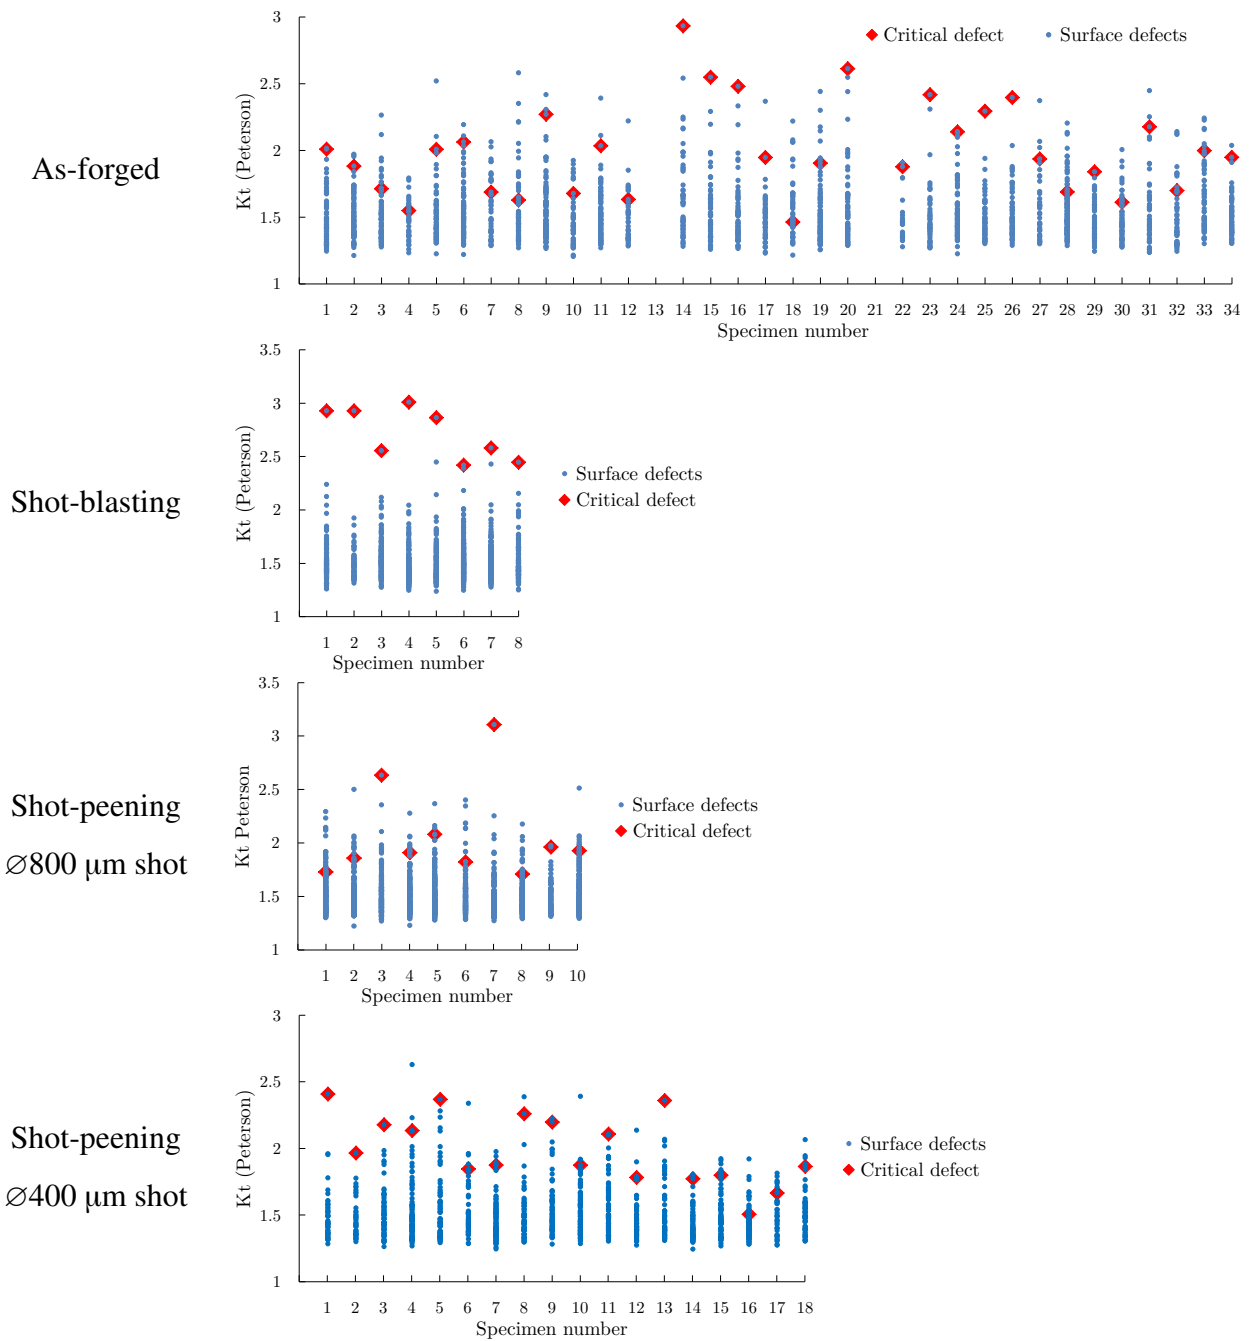 As-forged
Kt (Peterson)
3
2.5
2
1.5
1
Critical defect
Surface defects
1 2 3 4 5 6 7 8 9 10 11 12 13 14 15 16 17 18 19 20 21 22 23 24 25 26 27 28 29 30 31 32 33 34
Specimen number
Shot-blasting
Kt (Peterson)
3.5
3
2.5
2
1.5
1
Surface defects
Critical defect
1 2 3 4 5 6 7 8
Specimen number
Shot-peening
∅800 µm shot
Kt Peterson
3.5
3
2.5
2
1.5
1
Surface defects
Critical defect
1 2 3 4 5 6 7 8 9 10
Specimen number
Shot-peening
∅400 µm shot
Kt (Peterson)
3
2.5
2
1.5
1
Surface defects
Critical defect
1 2 3 4 5 6 7 8 9 10 11 12 13 14 15 16 17 18
Specimen number